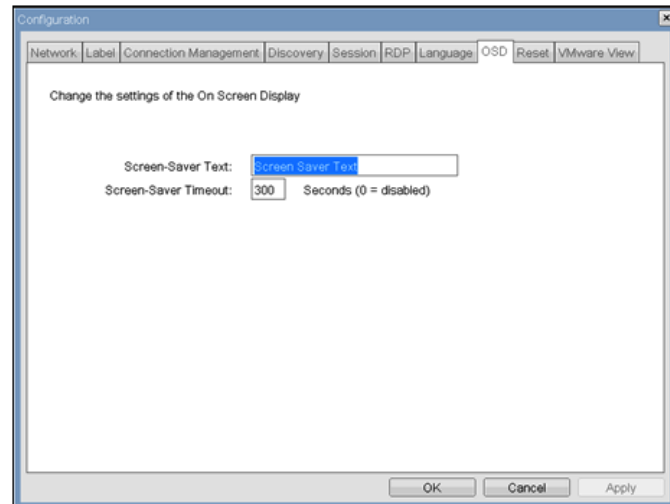 Configuration
Network Label Connection Management Discovery Session RDP Language OSD Reset VMware View
Change the settings of the On Screen Display
Screen-Saver Text: Screen Saver Text
Screen-Saver Timeout: 300 Seconds (0 = disabled)
OK Cancel Apply